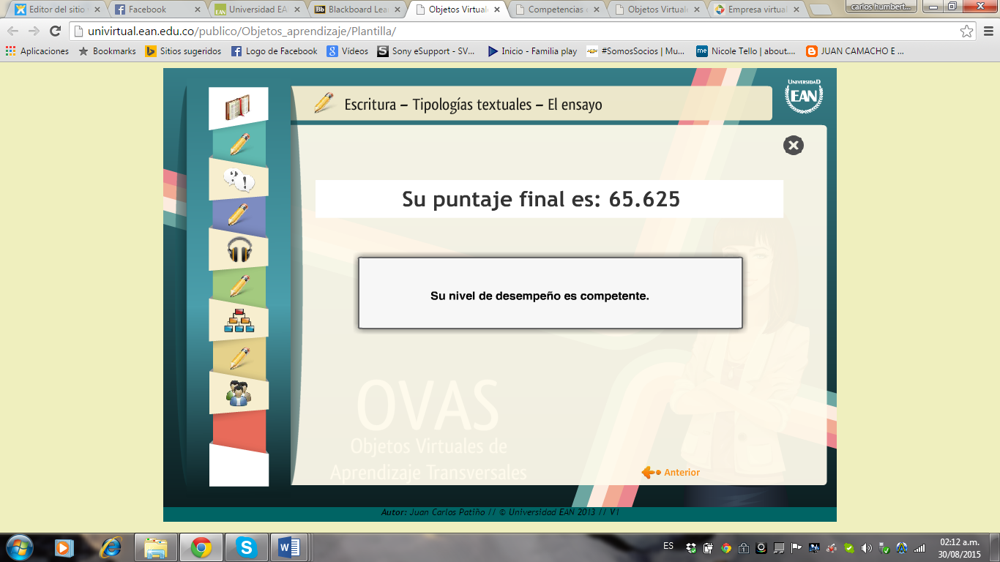 Editor del sitio
Facebook
Universidad EA
Blackboard Lea
Objetos Virtual
Competencias
Objetos Virtual
Empresa virtual
carlos humbert...
univirtual.ean.edu.co/publico/Objetos_aprendizaje/Plantilla/
Aplicaciones
Bookmarks
Sitios sugeridos
Logo de Facebook
Vídeos
Sony eSupport - SV...
Inicio - Familia play
#SomosSocios | Mu...
Nicole Tello | about....
JUAN CAMACHO E ...
Escritura – Tipologías textuales – El ensayo
UNIVERSIDAD
EAN
Su puntaje final es: 65.625
Su nivel de desempeño es competente.
OVAS
Objetos Virtuales de
Aprendizaje Transversales
Anterior
Autor: Juan Carlos Patiño // © Universidad EAN 2013 // V1
ES
02:12 a.m.
30/08/2015